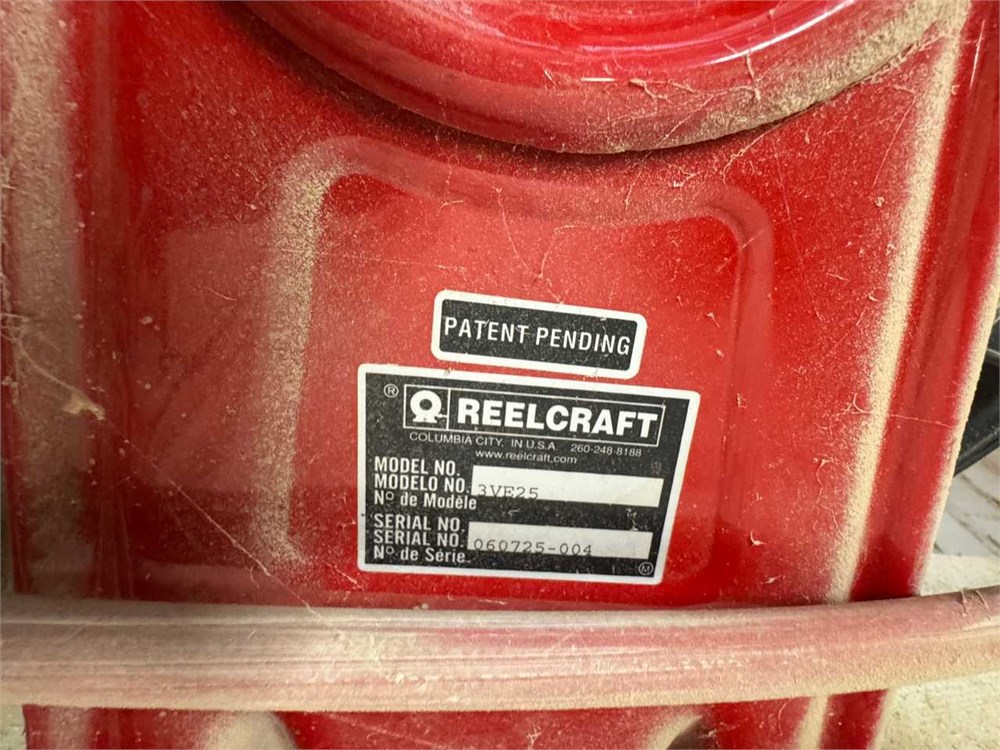 PATENT PENDING
® REELCRAFT
COLUMBIA CITY, IN U.S.A. 260-248-8188
www.reelcraft.com
MODEL NO.
MODELO NO. 3VE25
Nº de Modèle
SERIAL NO.
SERIAL NO. 060725-004
Nº de Série
M